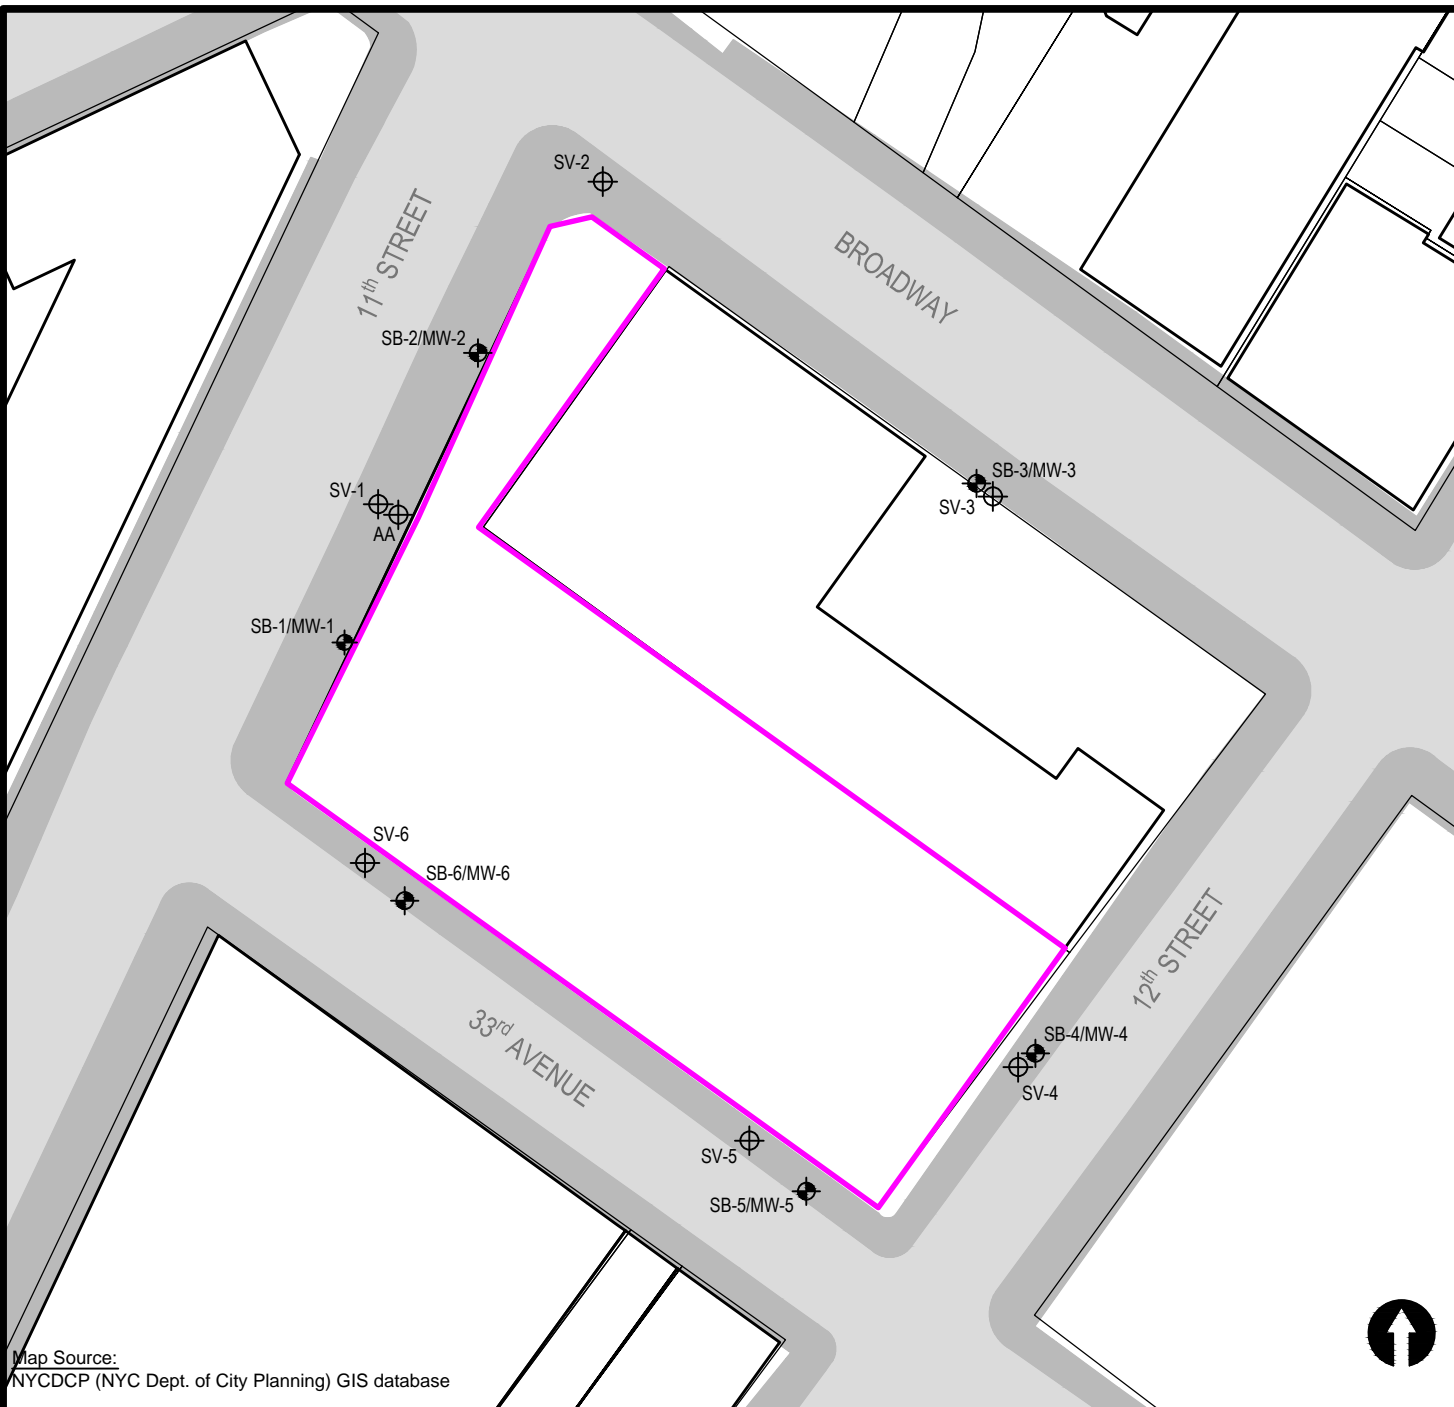 SV-2
11th STREET
BROADWAY
SB-2/MW-2
SB-3/MW-3
SV-1
SV-3
AA
SB-1/MW-1
SV-6
SB-6/MW-6
12th STREET
33rd AVENUE
SB-4/MW-4
SV-4
SV-5
SB-5/MW-5
Map Source:
NYCDCP (NYC Dept. of City Planning) GIS database